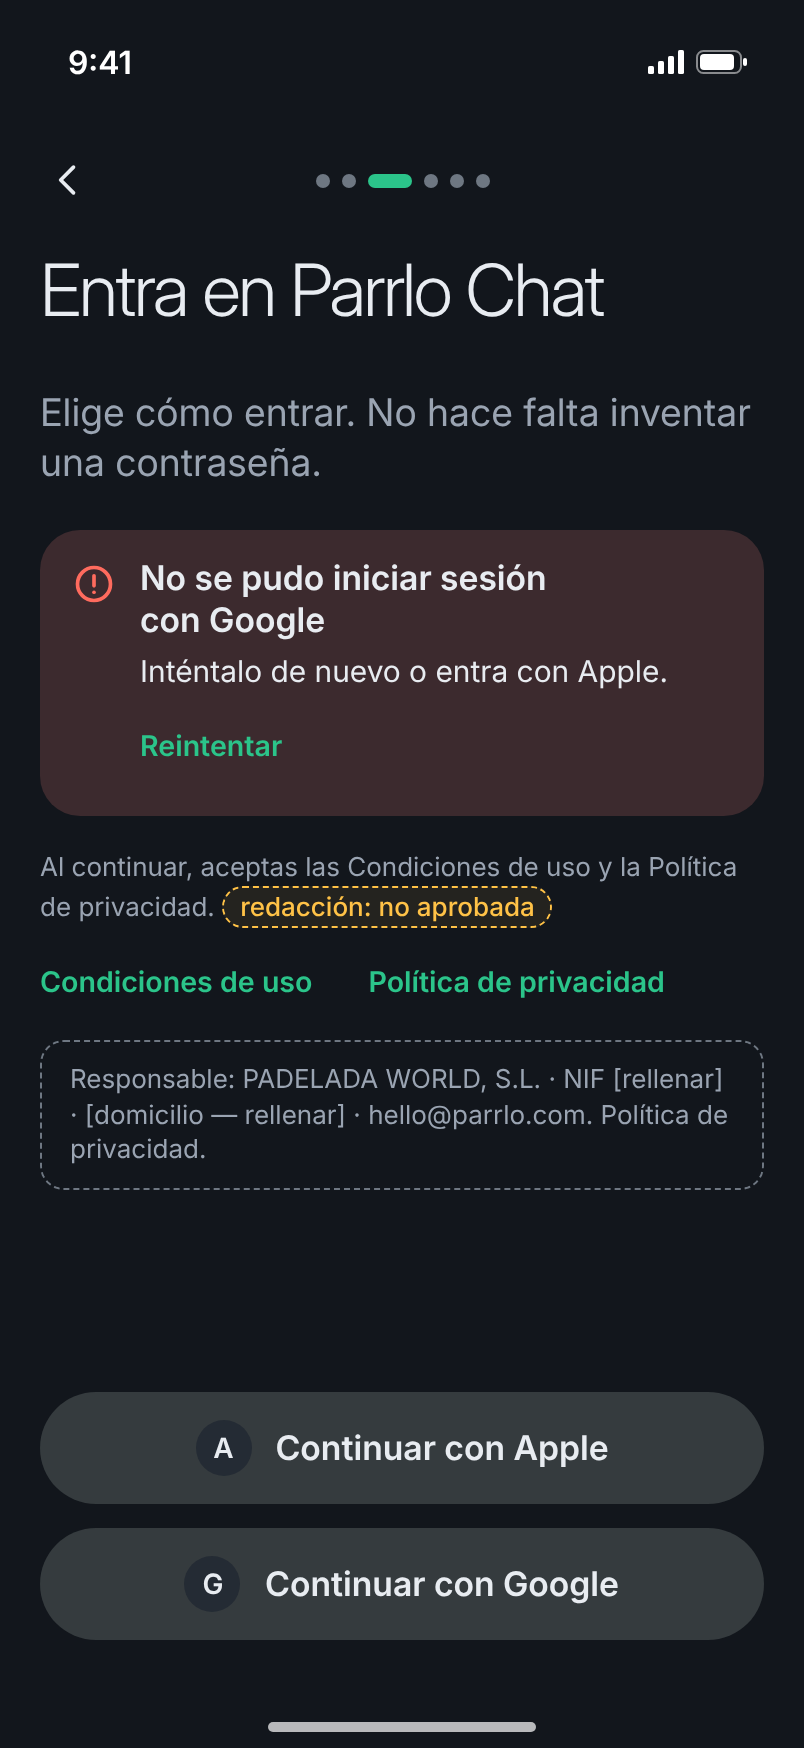 9:41
Entra en Parrlo Chat
Elige cómo entrar. No hace falta inventar
una contraseña.
No se pudo iniciar sesión
con Google
Inténtalo de nuevo o entra con Apple.
Reintentar
Al continuar, aceptas las Condiciones de uso y la Política
de privacidad. redacción: no aprobada
Condiciones de uso Política de privacidad
Responsable: PADELADA WORLD, S.L. · NIF [rellenar]
· [domicilio — rellenar] · hello@parrlo.com. Política de
privacidad.
A Continuar con Apple
G Continuar con Google